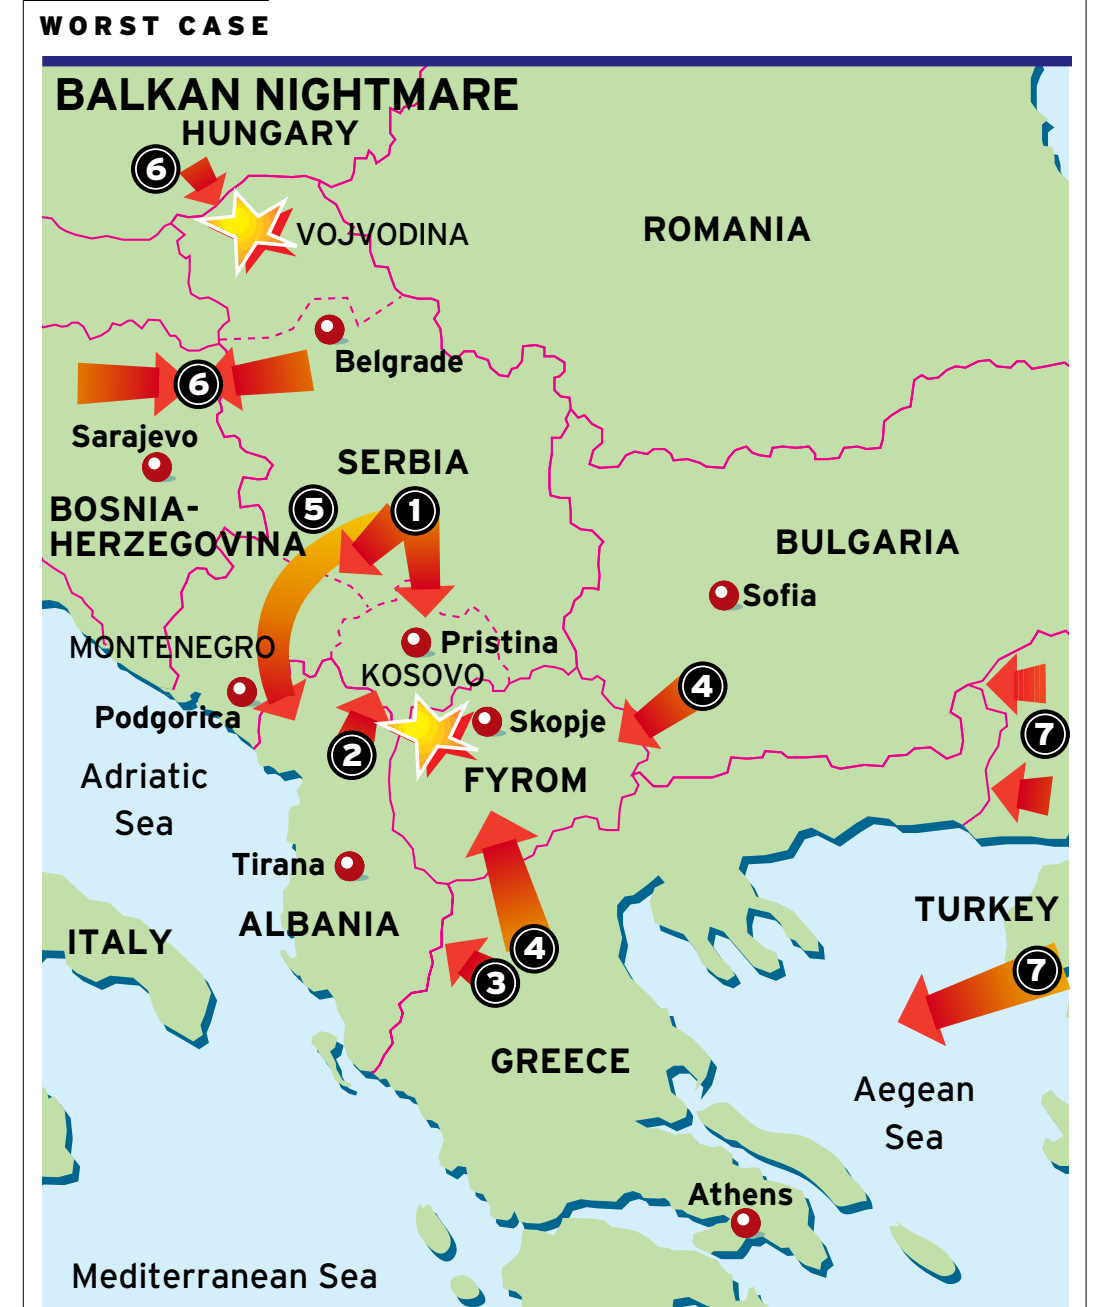 WORST CASE
BALKAN NIGHTMARE
HUNGARY
6
VOJVODINA
ROMANIA
Belgrade
6
Sarajevo
SERBIA
BOSNIA-
HERZEGOVINA
5
1
BULGARIA
Sofia
MONTENEGRO
Pristina
KOSOVO
4
Podgorica
Skopje
2
7
Adriatic
Sea
FYROM
Tirana
ALBANIA
TURKEY
ITALY
4
3
7
GREECE
Aegean
Sea
Athens
Mediterranean Sea